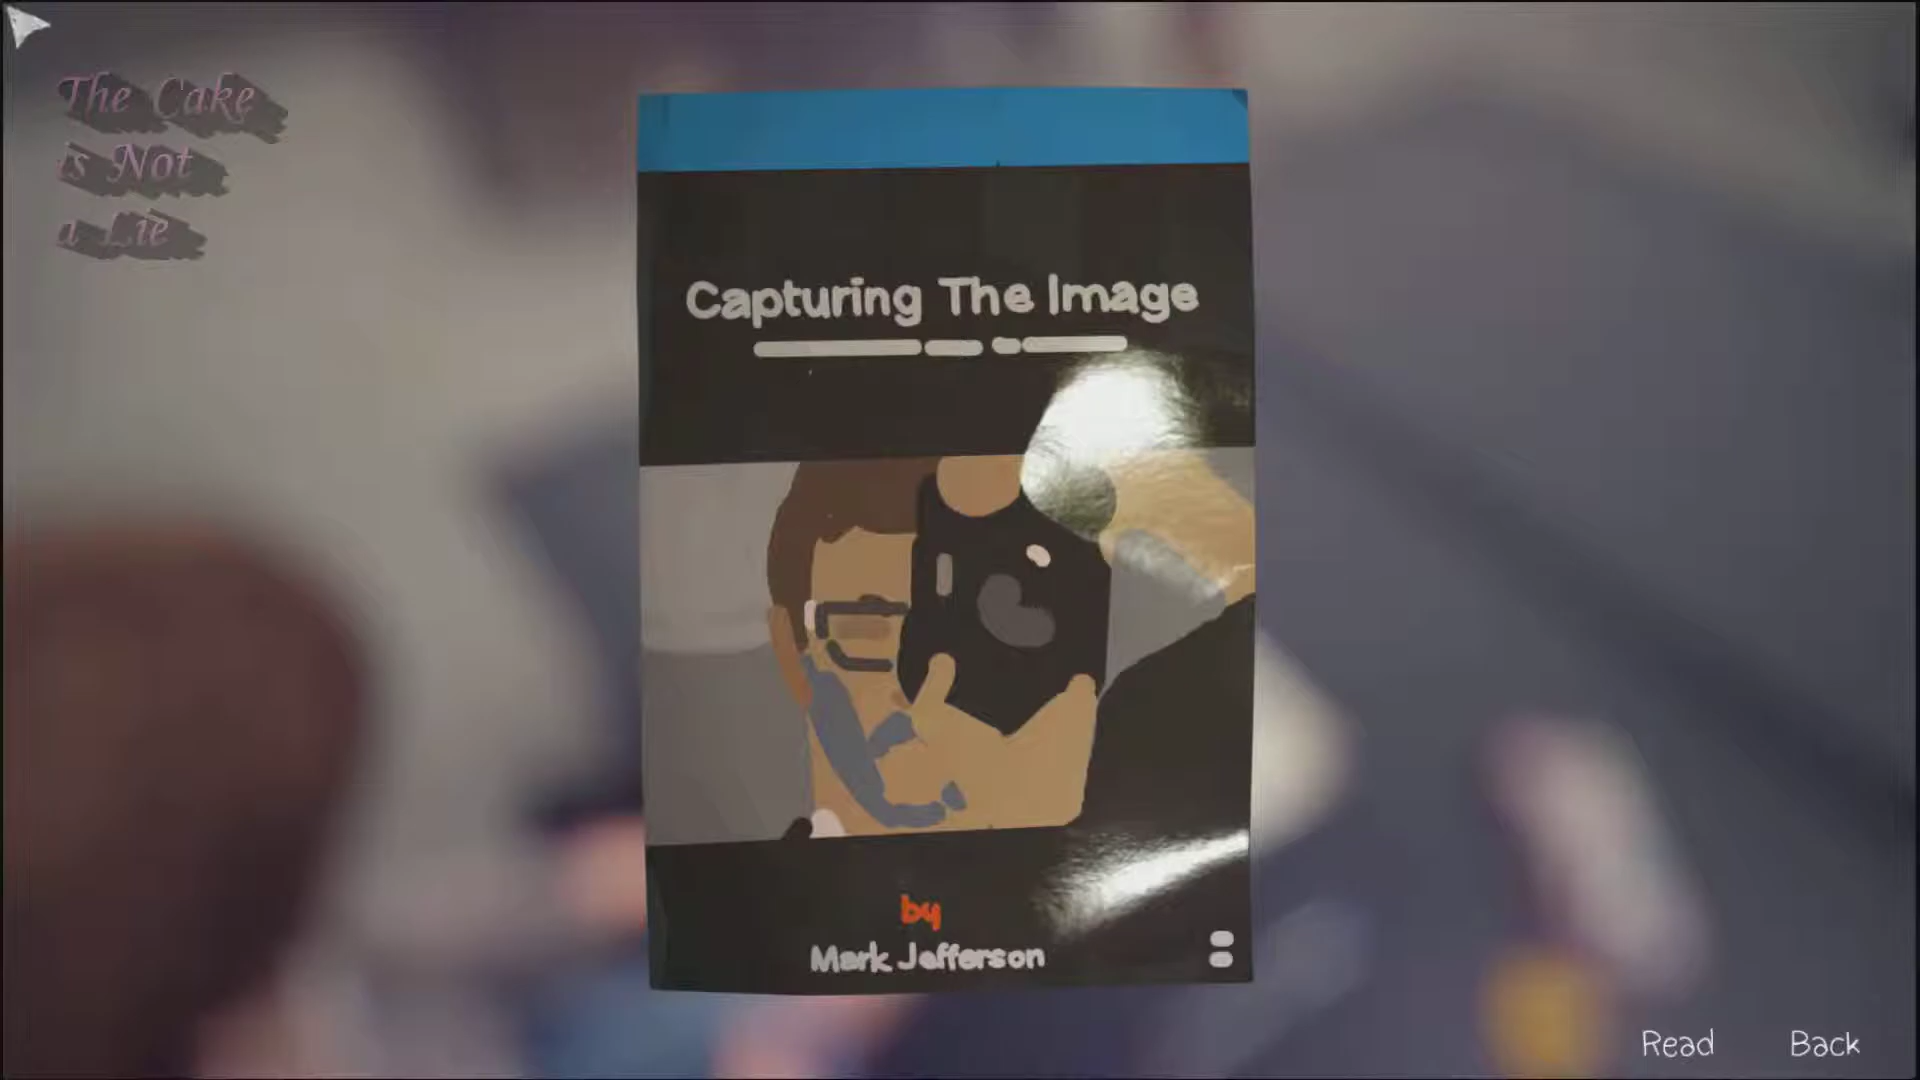 The Cake
is Not
a Lie
Capturing The Image
by
Mark Jefferson
Read
Back